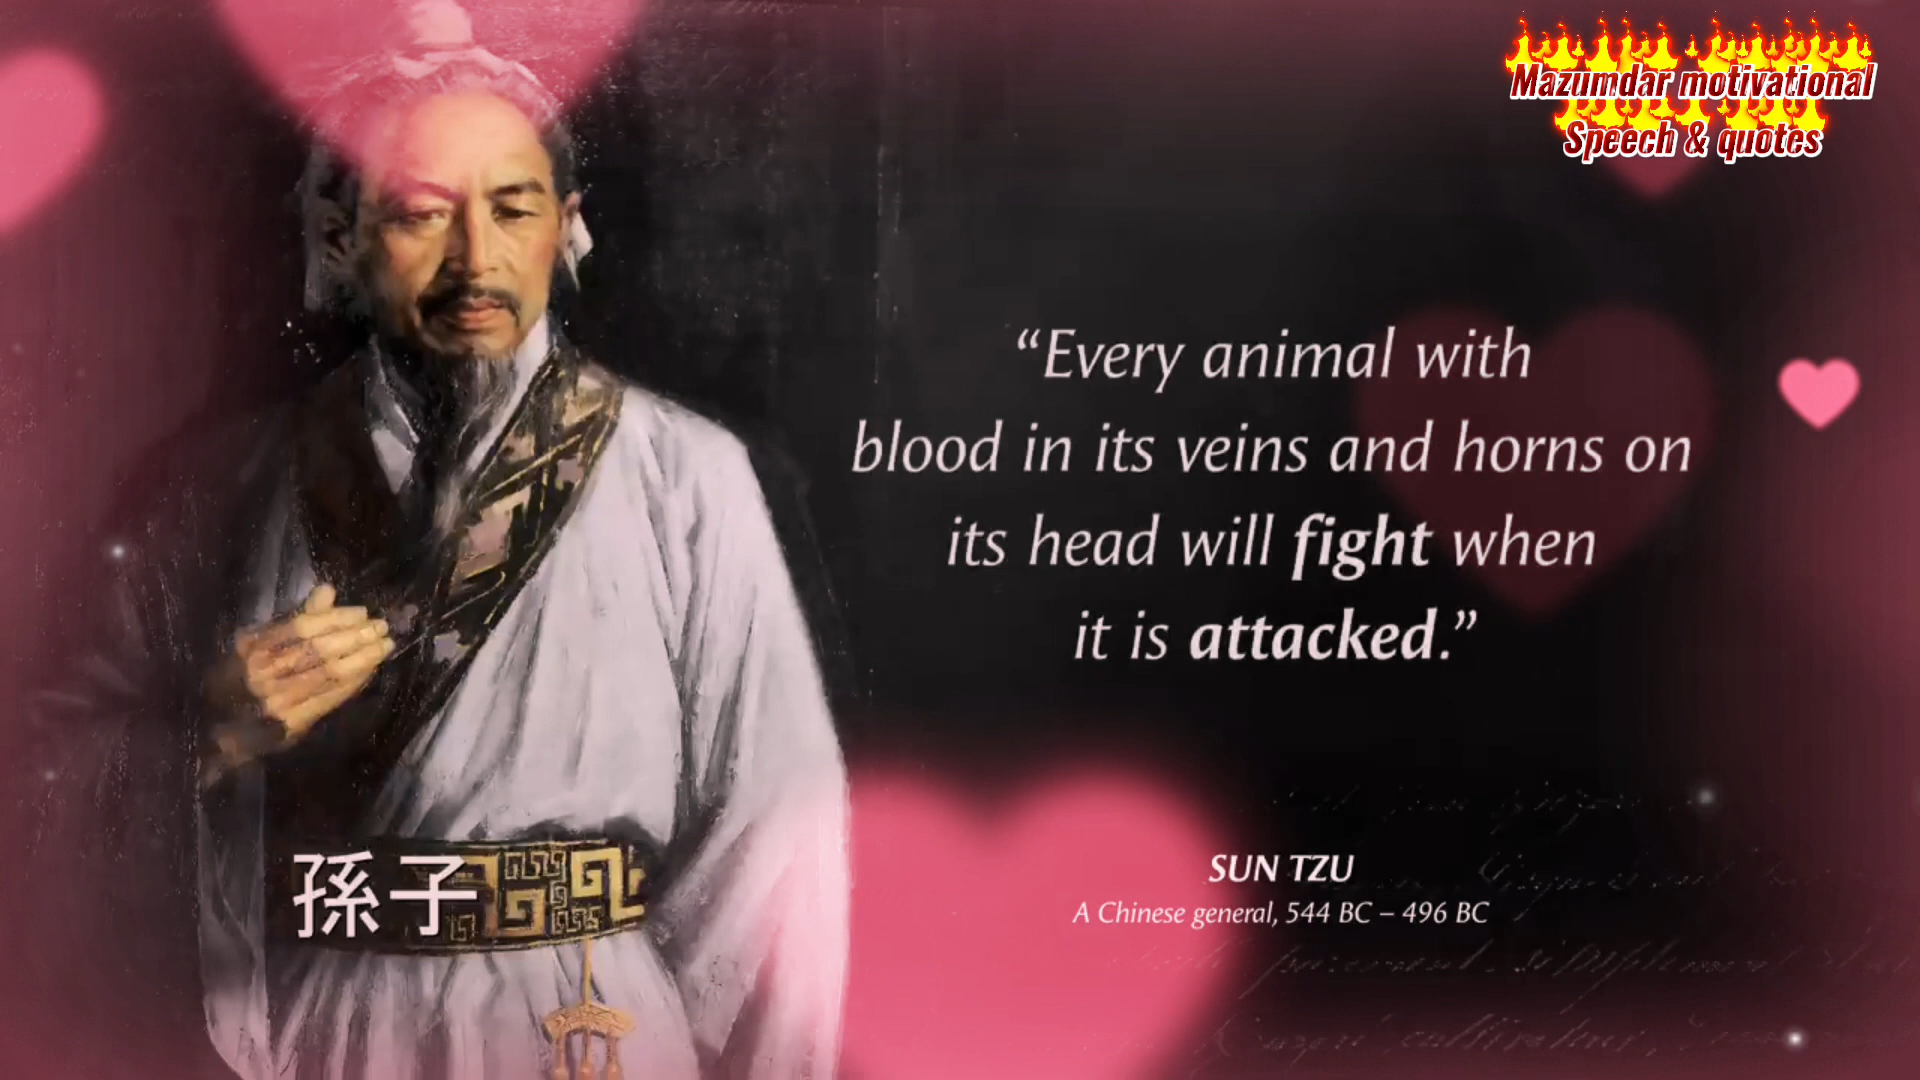 Mazumdar motivational
Speech & quotes
“Every animal with
blood in its veins and horns on
its head will fight when
it is attacked.”
孫子
SUN TZU
A Chinese general, 544 BC – 496 BC